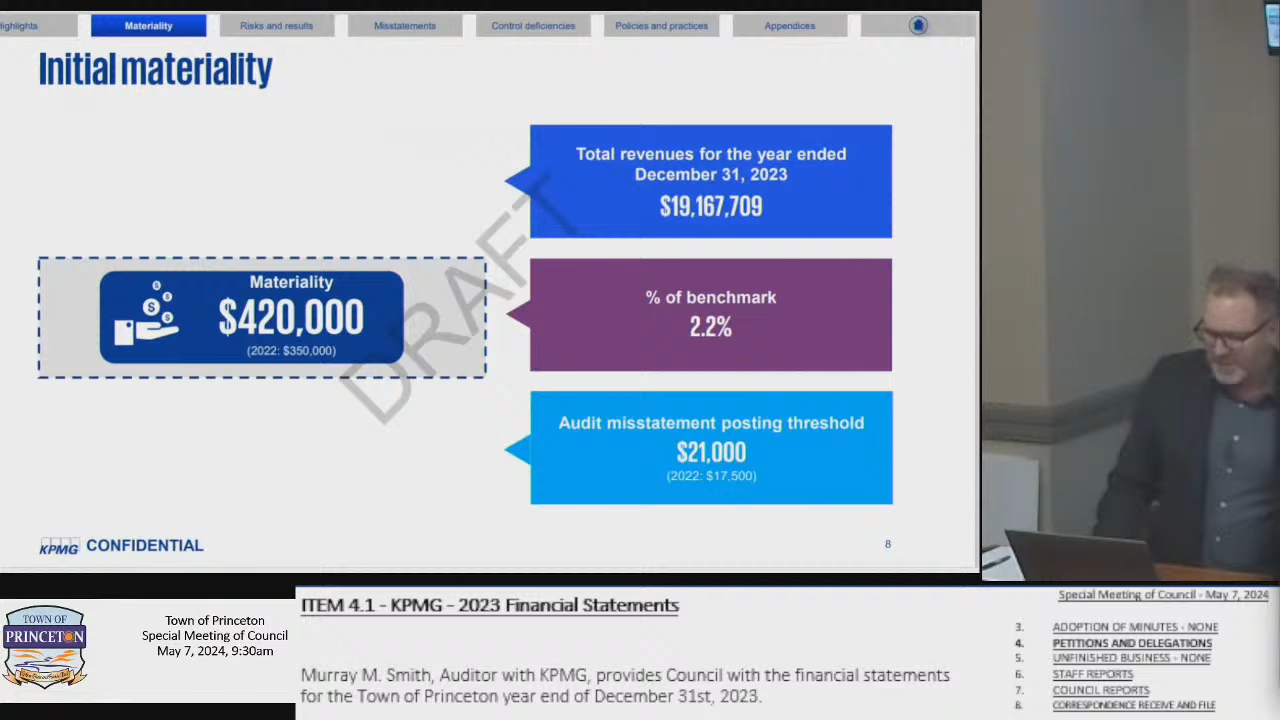 ighlights
Materiality
Risks and results
Misstatements
Control deficiencies
Policies and practices
Appendices
Initial materiality
Total revenues for the year ended
December 31, 2023
$19,167,709
Materiality
$420,000
(2022: $350,000)
% of benchmark
2.2%
Audit misstatement posting threshold
$21,000
(2022: $17,500)
DRAFT
KPMG CONFIDENTIAL
8
TOWN OF
PRINCETON
Town of Princeton
Special Meeting of Council
May 7, 2024, 9:30am
ITEM 4.1 - KPMG - 2023 Financial Statements
Murray J. Smith, Auditor with KPMG, provides Council with the financial statements
for the Town of Princeton year end of December 31st, 2023.
Special Meeting of Council - May 7, 2024
3. ADOPTION OF MINUTES - NONE
4. PETITIONS AND DELEGATIONS
5. UNFINISHED BUSINESS - NONE
6. STAFF REPORTS
7. COUNCIL REPORTS
8. CORRESPONDENCE RECEIVE AND FILE